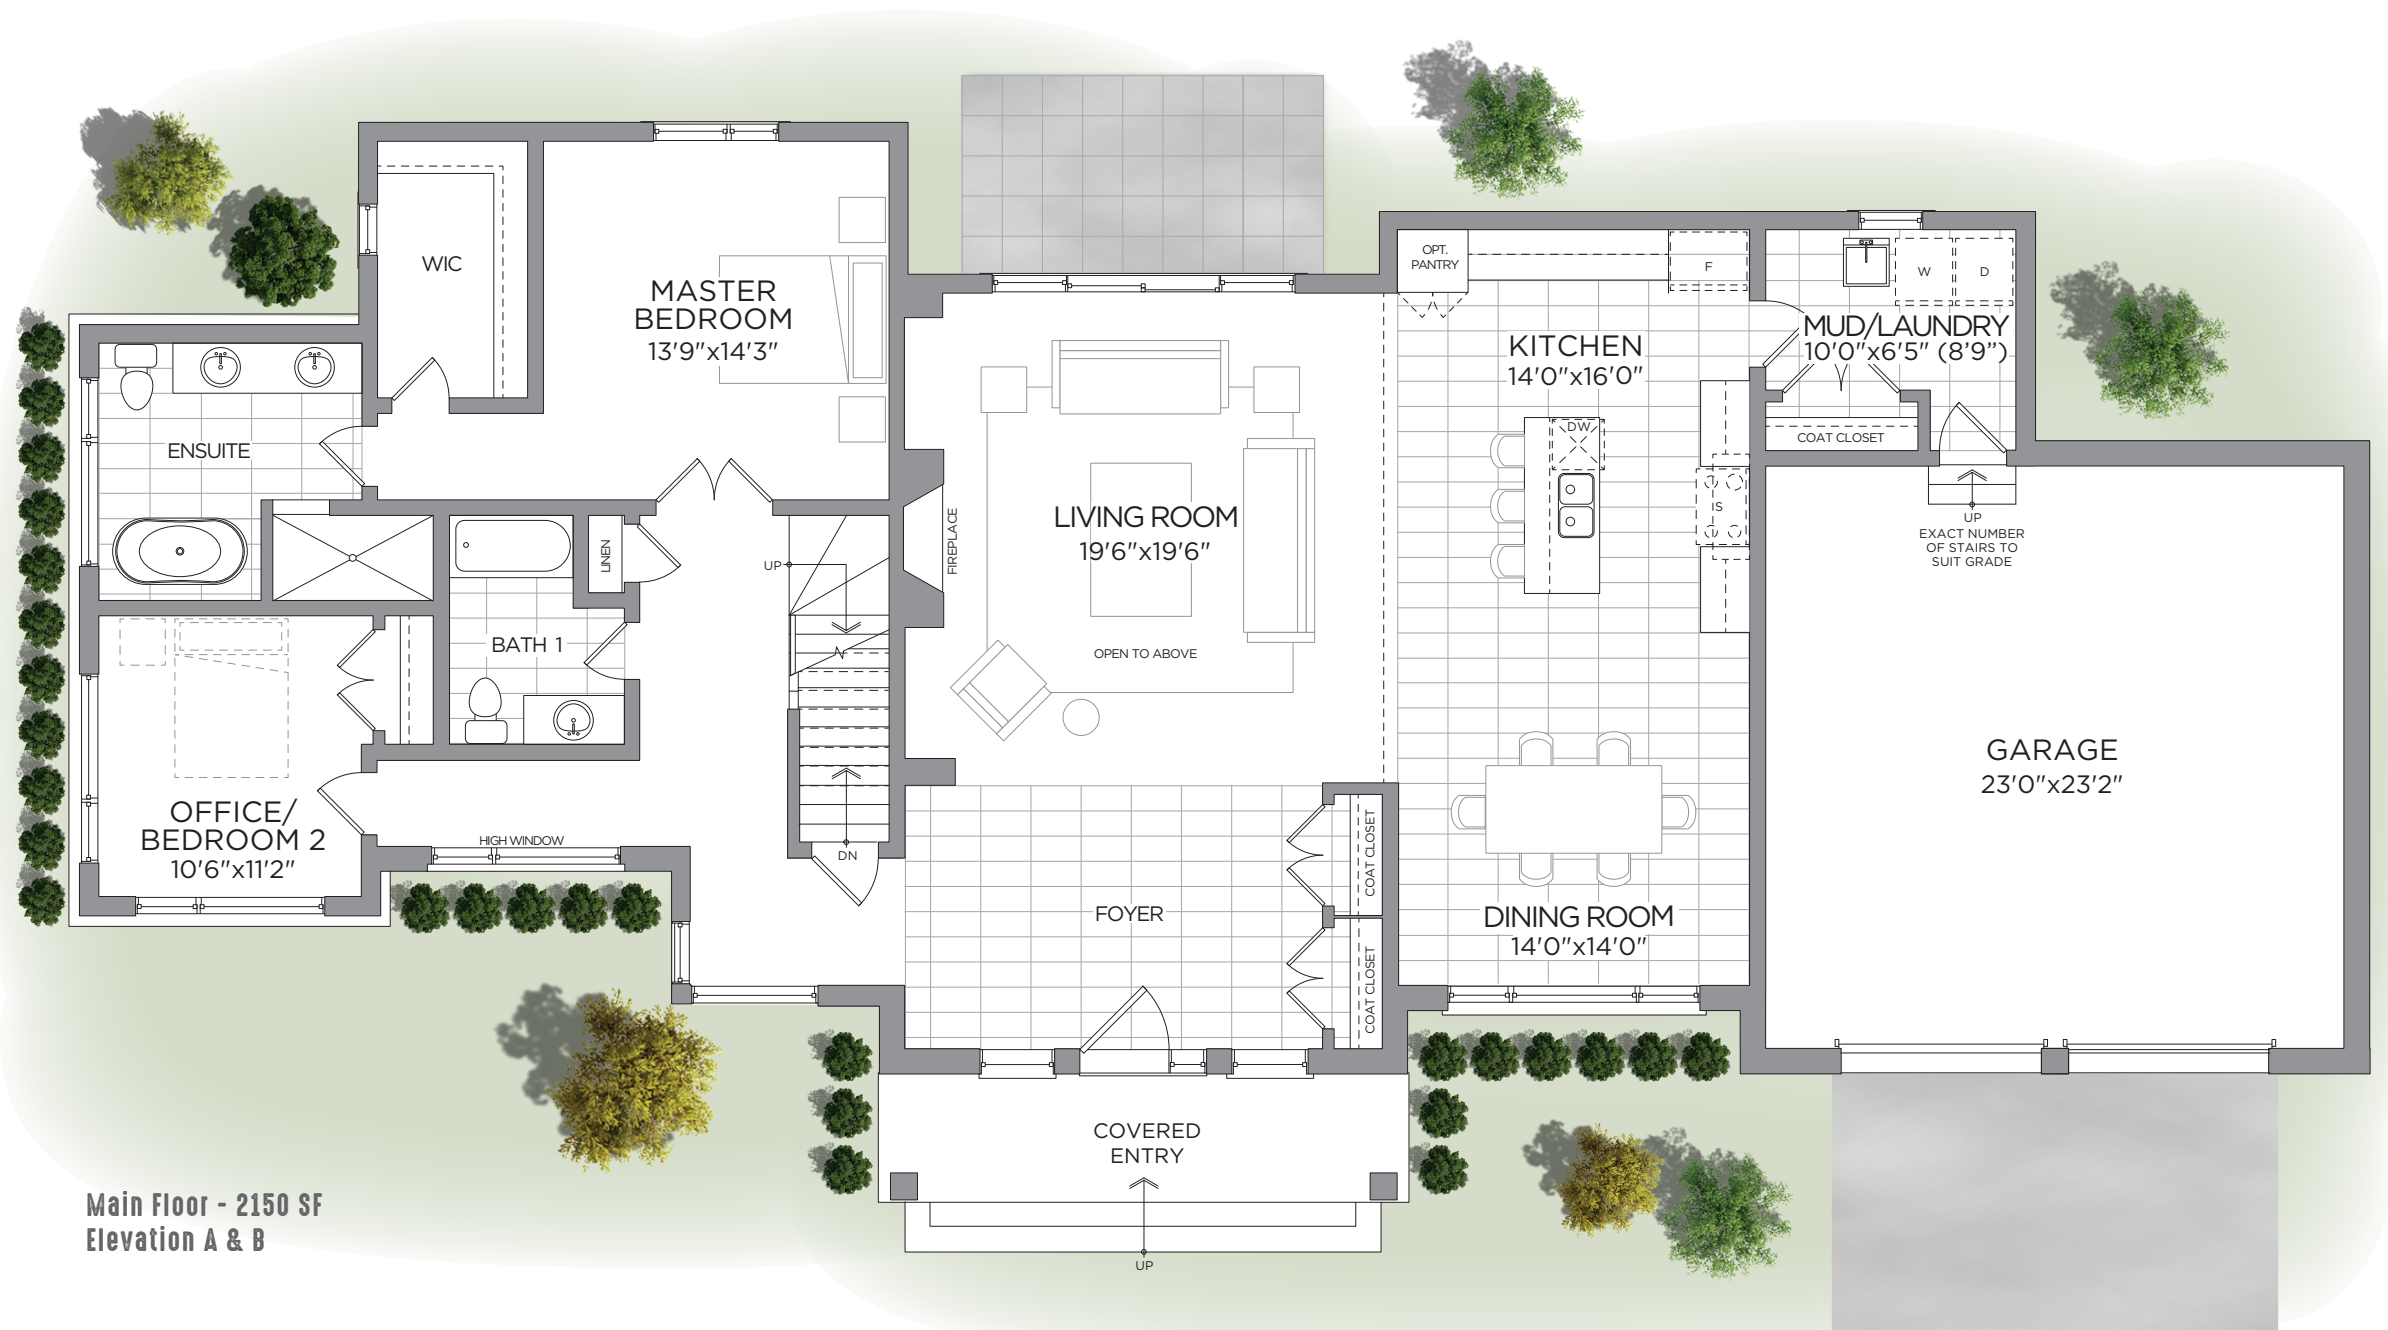 OPT.
PANTRY
F
W
D
WIC
MASTER
BEDROOM
13'9"x14'3"
MUD/LAUNDRY
10'0"x6'5" (8'9”)
KITCHEN
14'0"x16'0"
COAT CLOSET
DW
ENSUITE
LIVING ROOM
19'6"x19'6"
FIREPLACE
IS
UP
EXACT NUMBER
OF STAIRS TO
SUIT GRADE
LINEN
UP
BATH 1
OPEN TO ABOVE
GARAGE
23'0"x23'2"
OFFICE/
BEDROOM 2
10'6"x11'2"
HIGH WINDOW
DN
COAT CLOSET
FOYER
DINING ROOM
14'0"x14'0"
COAT CLOSET
COVERED
ENTRY
UP
Main Floor - 2150 SF
Elevation A & B